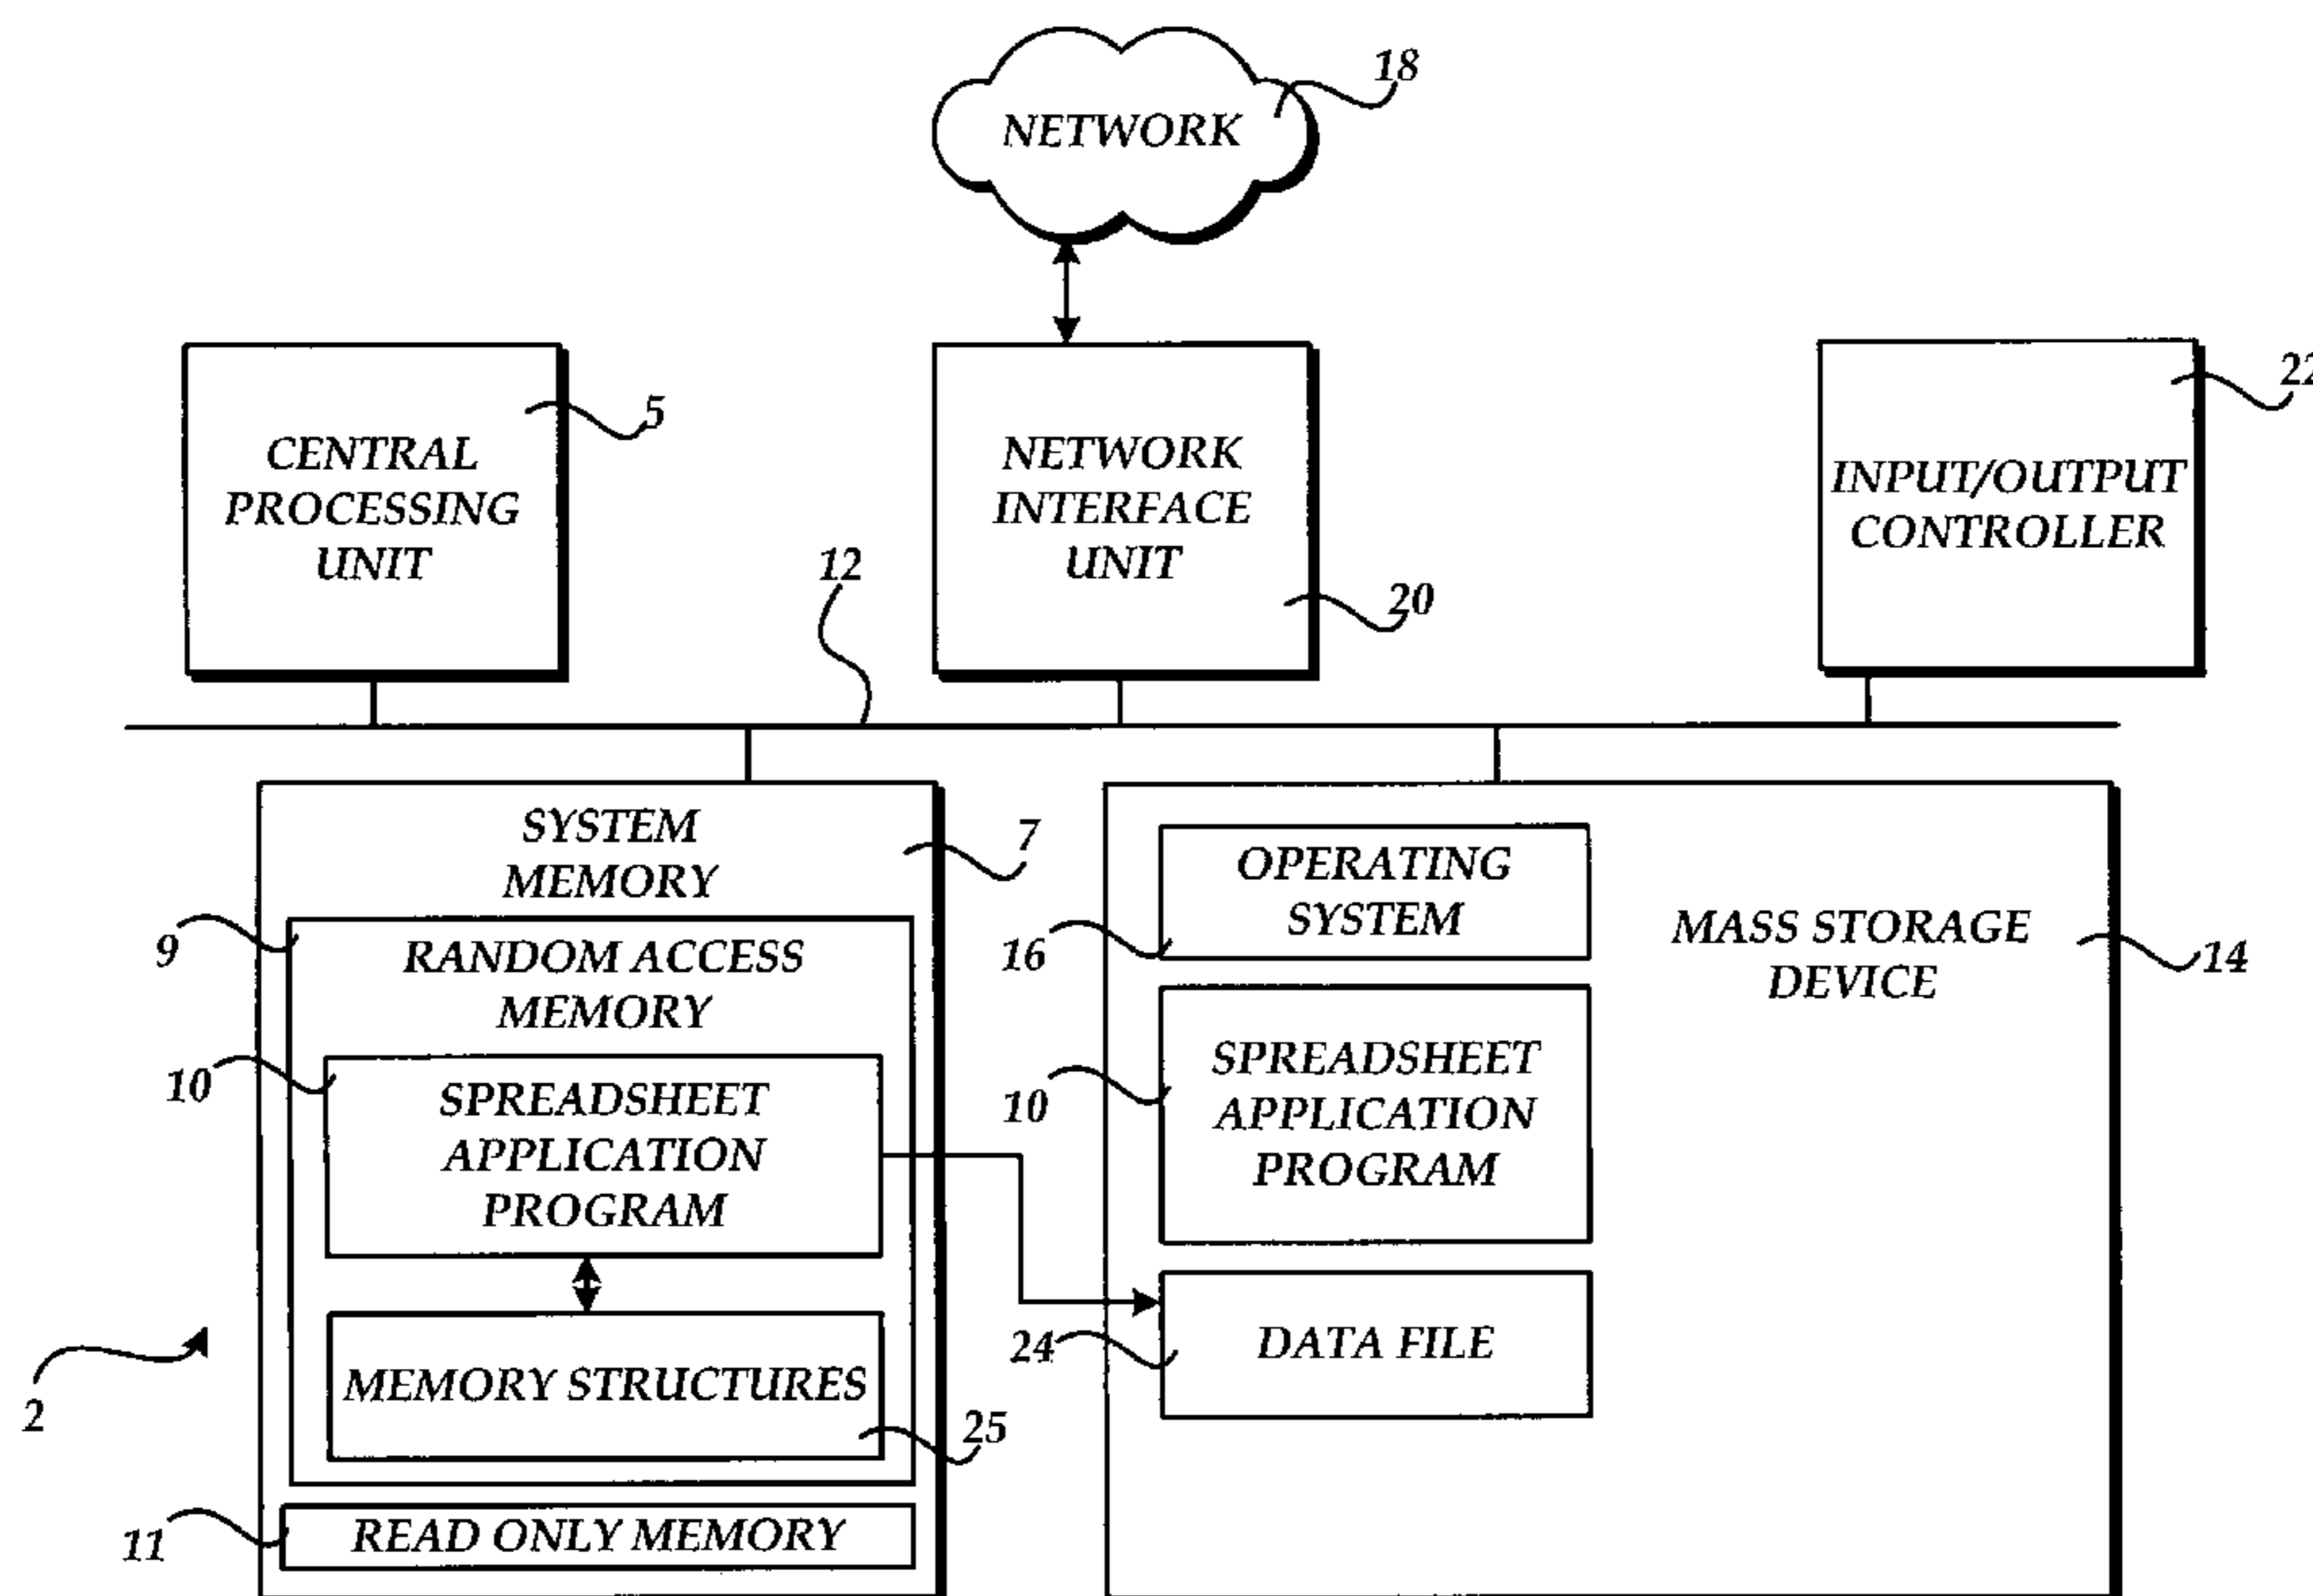 NETWORK
18
CENTRAL
PROCESSING
UNIT
5
NETWORK
INTERFACE
UNIT
20
INPUT/OUTPUT
CONTROLLER
22
12
SYSTEM
MEMORY
7
9
RANDOM ACCESS
MEMORY
10
SPREADSHEET
APPLICATION
PROGRAM
MEMORY STRUCTURES
25
11
READ ONLY MEMORY
2
OPERATING
SYSTEM
16
MASS STORAGE
DEVICE
14
10
SPREADSHEET
APPLICATION
PROGRAM
24
DATA FILE